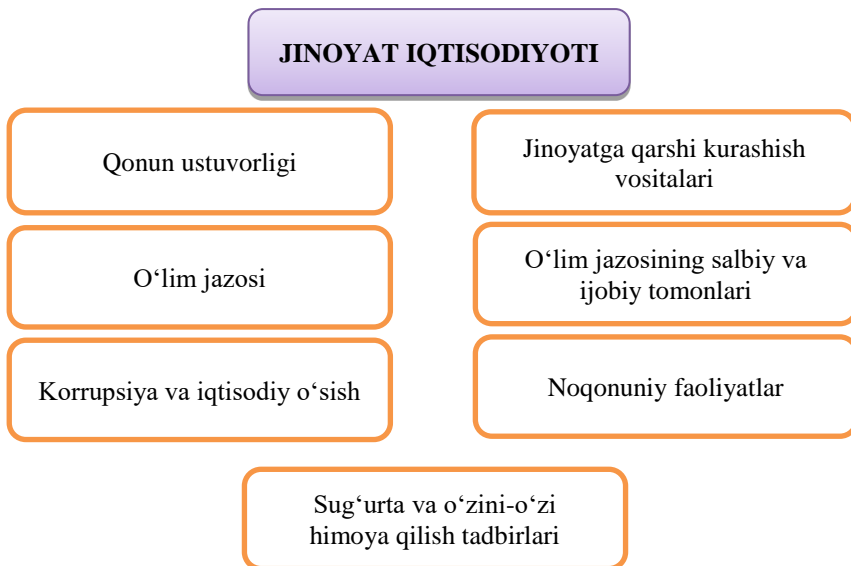 JINOYAT IQTISODIYOTI
Qonun ustuvorligi
Jinoyatga qarshi kurashish
vositalari
O‘lim jazosi
O‘lim jazosining salbiy va
ijobiy tomonlari
Korrupsiya va iqtisodiy o‘sish
Noqonuniy faoliyatlar
Sug‘urta va o‘zini-o‘zi
himoya qilish tadbirlari